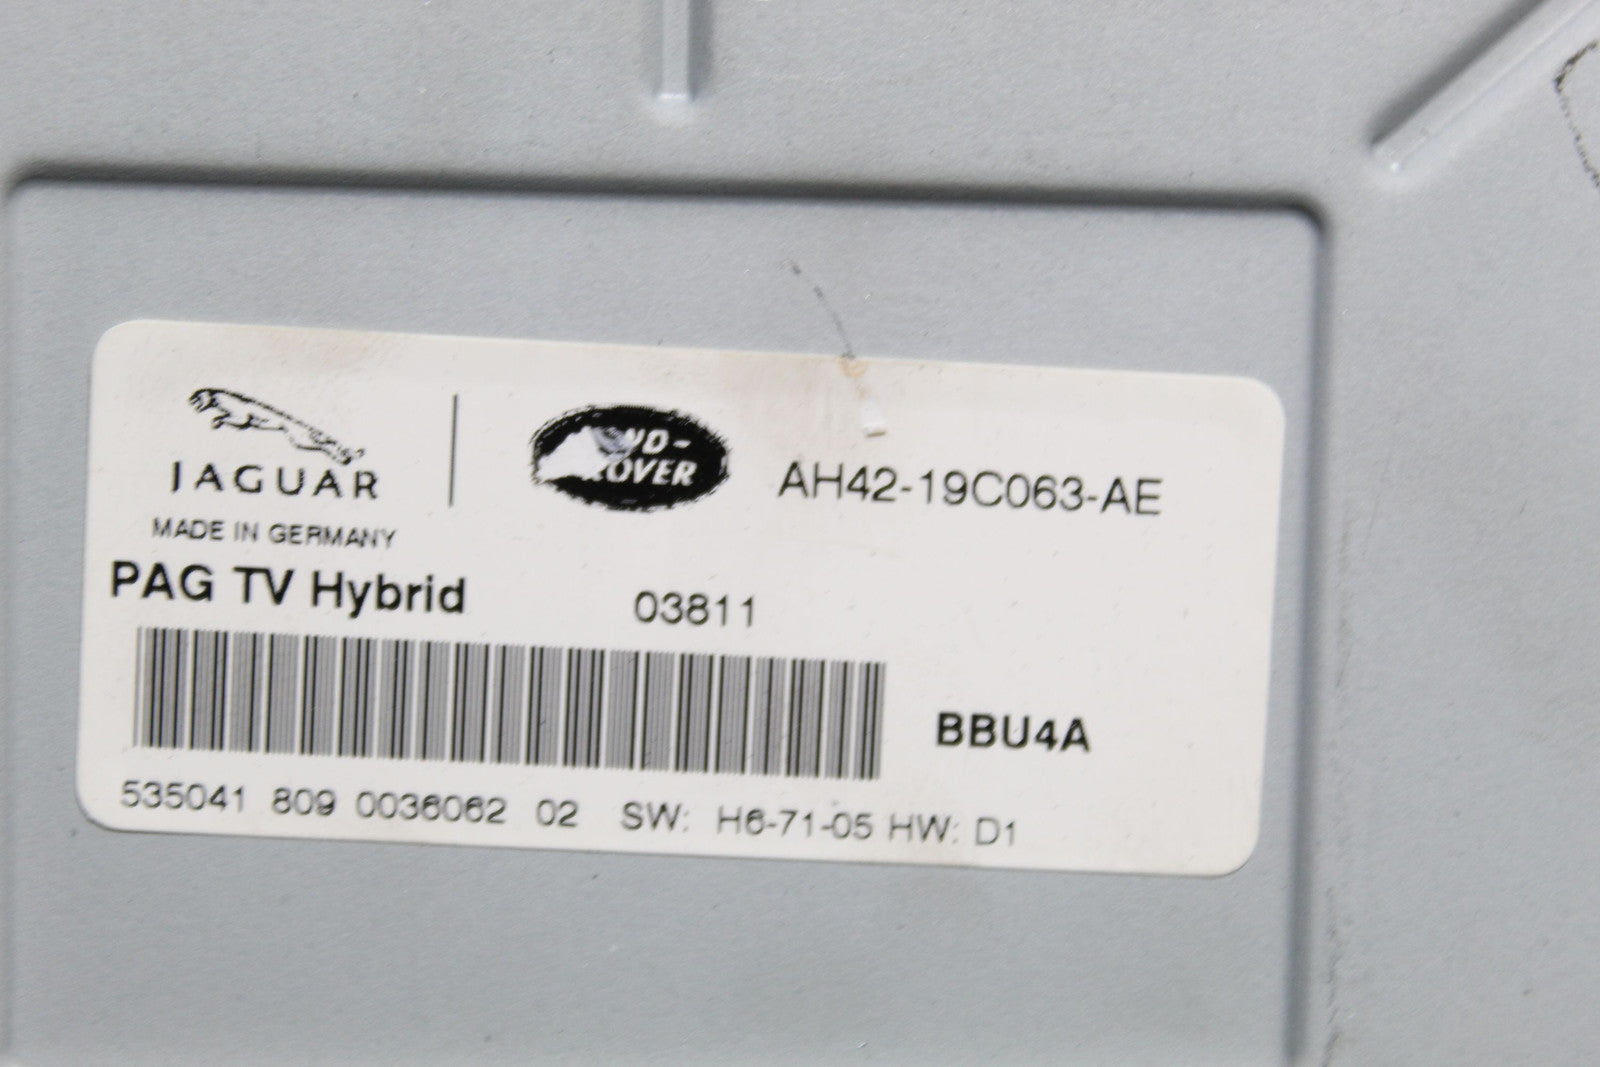 JAGUAR
ROVER
AH42-19C063-AE
MADE IN GERMANY
PAG TV Hybrid
03811
BBU4A
535041 809 0036062 02 SW: H6-71-05 HW: D1